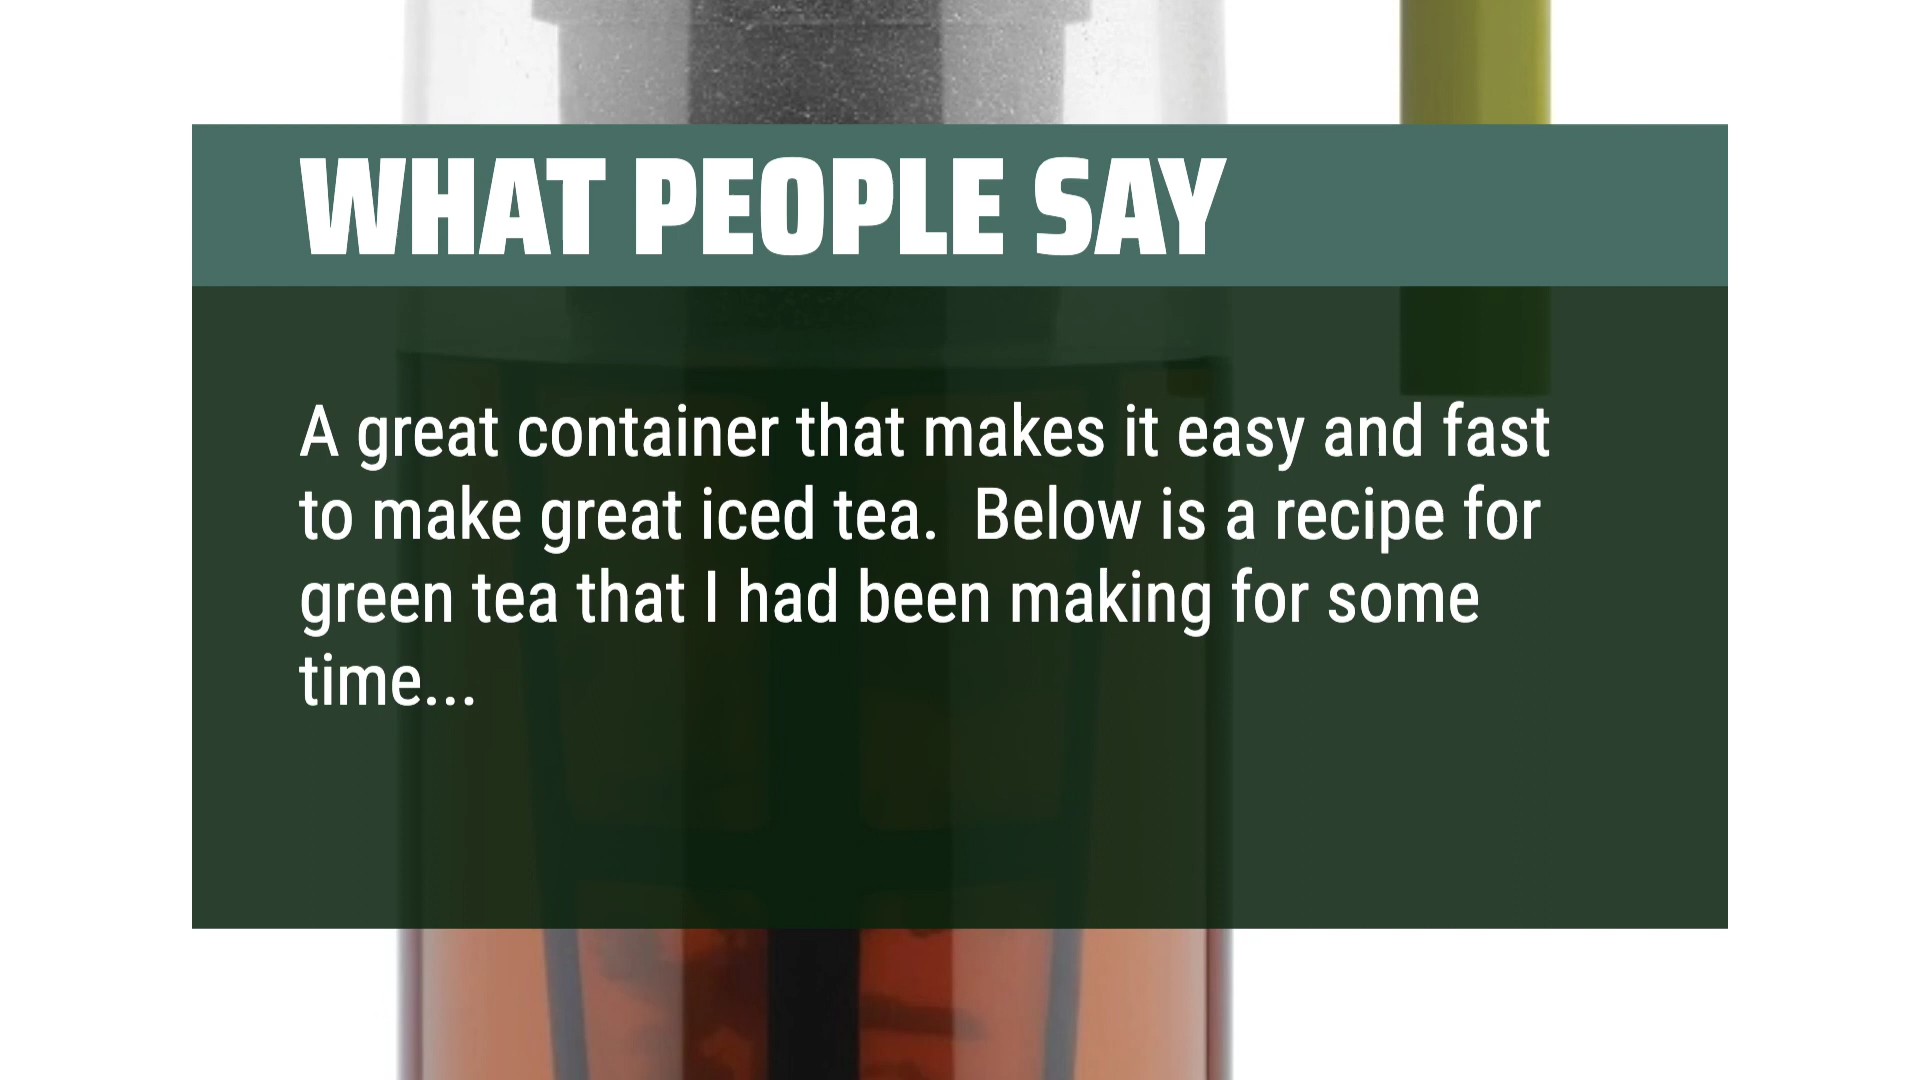 WHAT PEOPLE SAY
A great container that makes it easy and fast
to make great iced tea.  Below is a recipe for
green tea that I had been making for some
time...